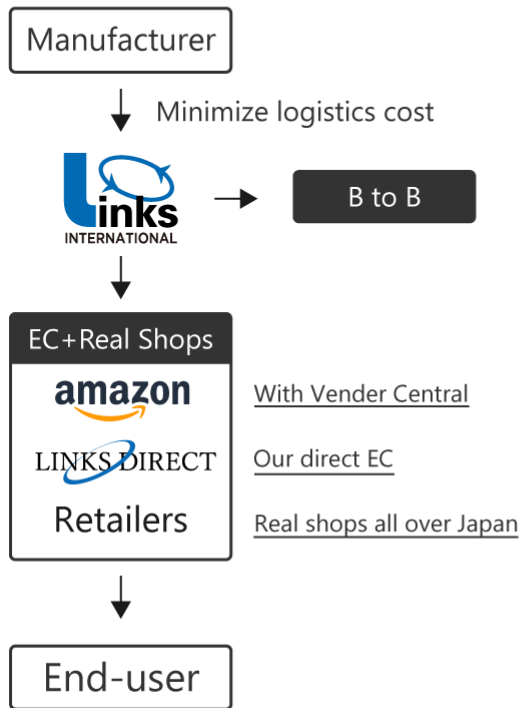 Manufacturer
Minimize logistics cost
Links
INTERNATIONAL
B to B
EC+Real Shops
amazon
With Vender Central
LINKS DIRECT
Our direct EC
Retailers
Real shops all over Japan
End-user